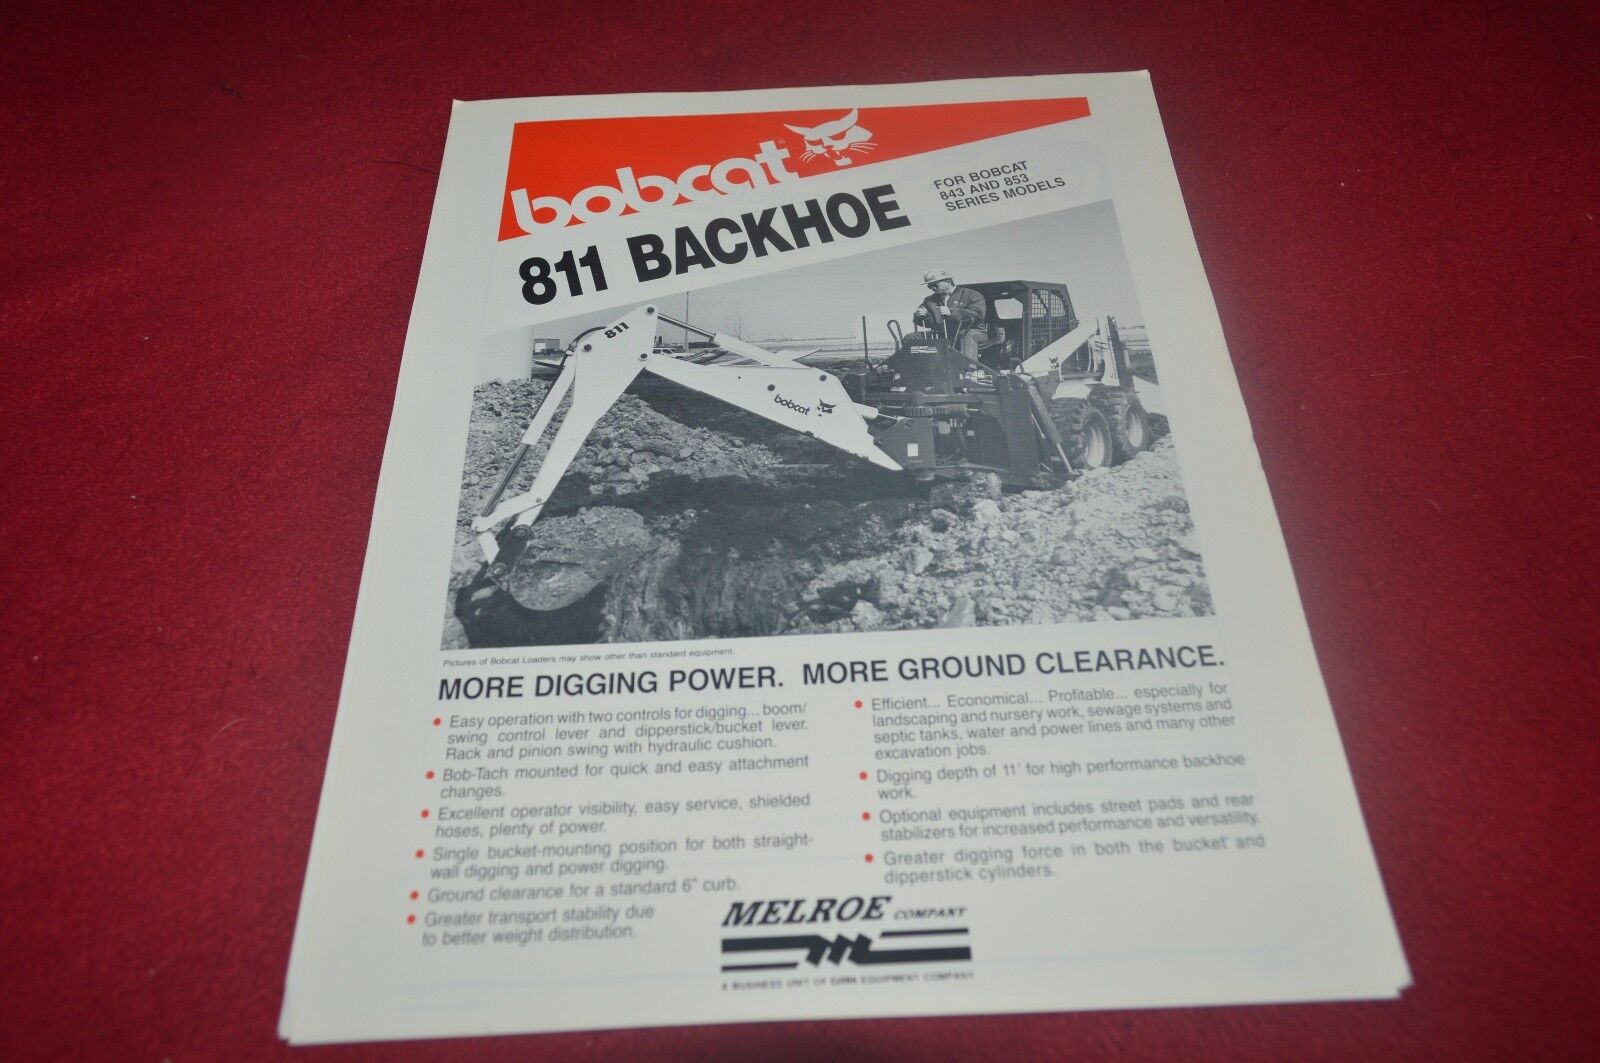 bobcat
811 BACKHOE
FOR BOBCAT
843 AND 853
SERIES MODELS
811
MELROE
bobcat
Pictures of Bobcat Loaders may show other than standard equipment.
MORE DIGGING POWER. MORE GROUND CLEARANCE.
• Easy operation with two controls for digging... boom/
swing control lever and dipperstick/bucket lever.
Rack and pinion swing with hydraulic cushion.
• Bob-Tach mounted for quick and easy attachment
changes.
• Excellent operator visibility, easy service, shielded
hoses, plenty of power.
• Single bucket-mounting position for both straight-
wall digging and power digging.
• Ground clearance for a standard 6" curb.
• Greater transport stability due
to better weight distribution.
• Efficient... Economical... Profitable... especially for
landscaping and nursery work, sewage systems and
septic tanks, water and power lines and many other
excavation jobs.
• Digging depth of 11' for high performance backhoe
work.
• Optional equipment includes street pads and rear
stabilizers for increased performance and versatility.
• Greater digging force in both the bucket and
dipperstick cylinders.
MELROE COMPANY
A BUSINESS UNIT OF CLARK EQUIPMENT COMPANY